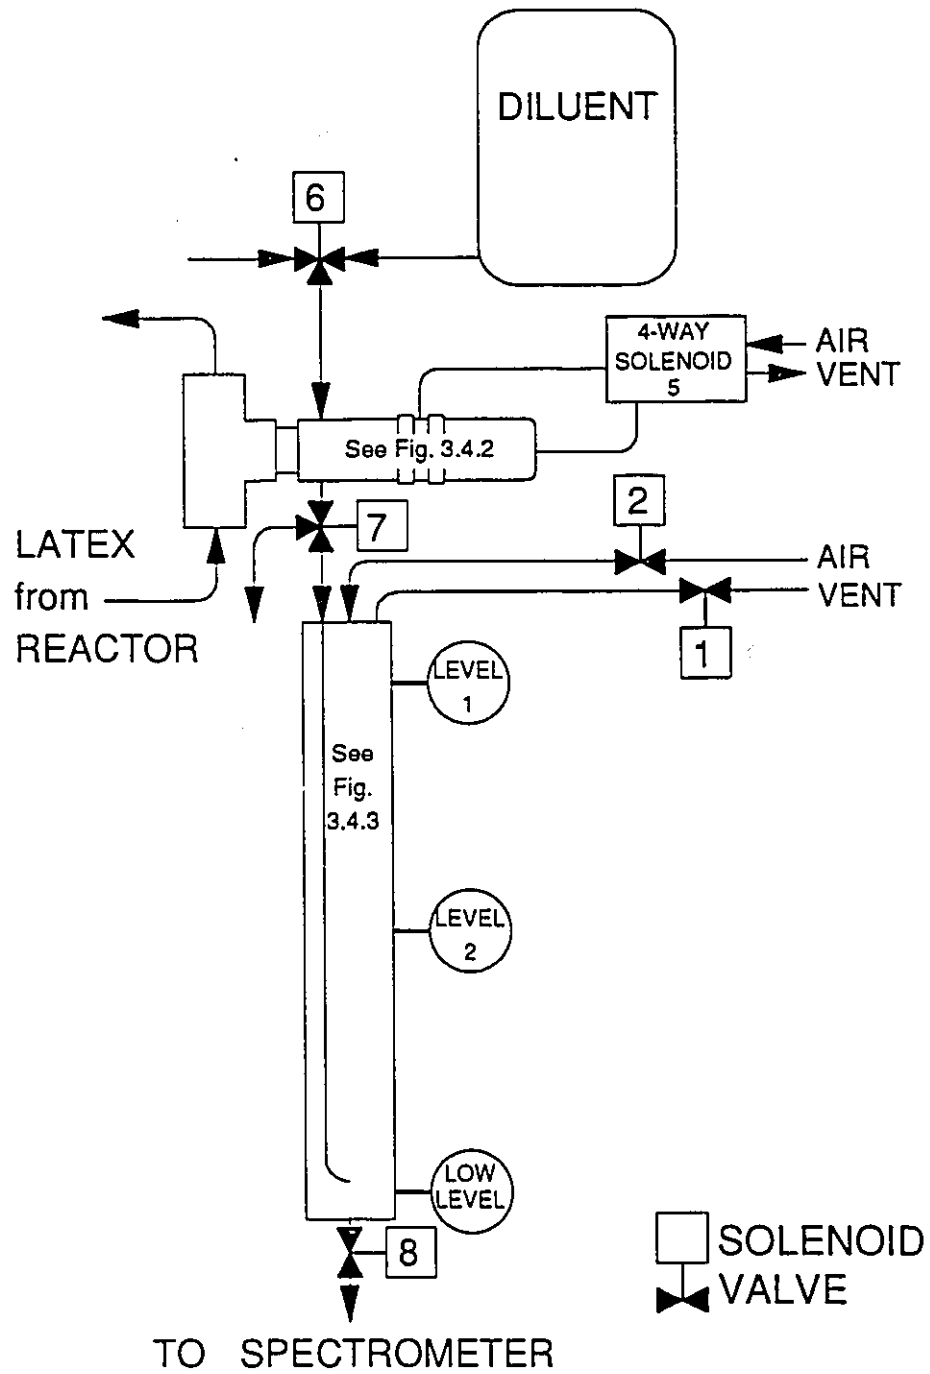 DILUENT
6
4-WAY
SOLENOID
5
AIR
VENT
See Fig. 3.4.2
2
7
LATEX
from
REACTOR
AIR
VENT
1
LEVEL
1
See
Fig.
3.4.3
LEVEL
2
LOW
LEVEL
8
SOLENOID
VALVE
TO SPECTROMETER